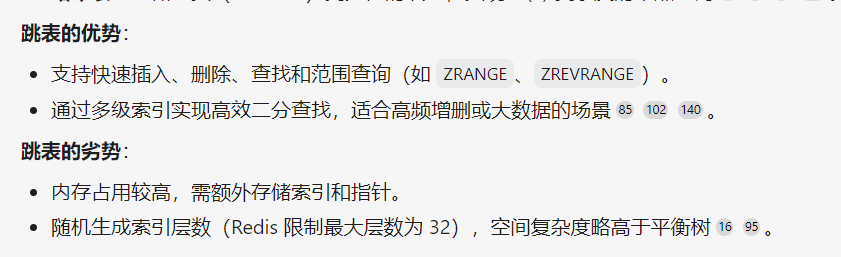 跳表的优势：
支持快速插入、删除、查找和范围查询（如 ZRANGE、ZREVRANGE）。
通过多级索引实现高效二分查找，适合高频增删或大数据的场景 85 102 140 。
跳表的劣势：
内存占用较高，需额外存储索引和指针。
随机生成索引层数（Redis 限制最大层数为 32），空间复杂度略高于平衡树 16 95 。